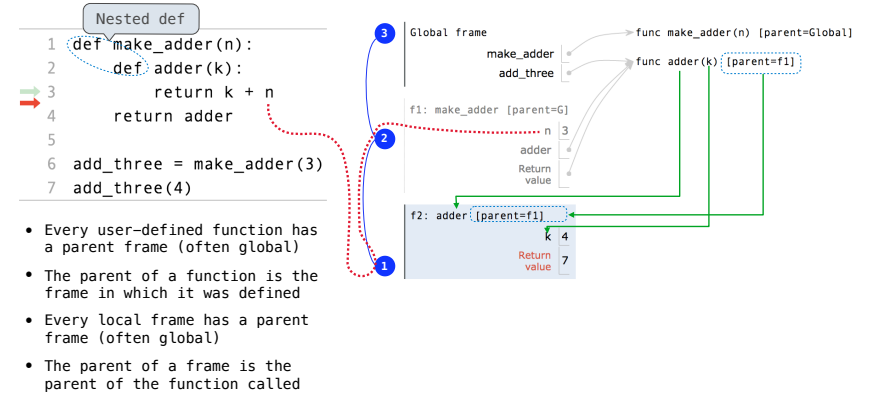 Nested def
1 def make_adder(n):
2 def adder(k):
3 return k + n
4 return adder
5
6 add_three = make_adder(3)
7 add_three(4)
• Every user-defined function has
a parent frame (often global)
• The parent of a function is the
frame in which it was defined
• Every local frame has a parent
frame (often global)
• The parent of a frame is the
parent of the function called
3
Global frame
make_adder
add_three
func make_adder(n) [parent=Global]
func adder(k) [parent=f1]
f1: make_adder [parent=G]
2
n 3
adder
Return
value
f2: adder [parent=f1]
k 4
1
Return
value 7